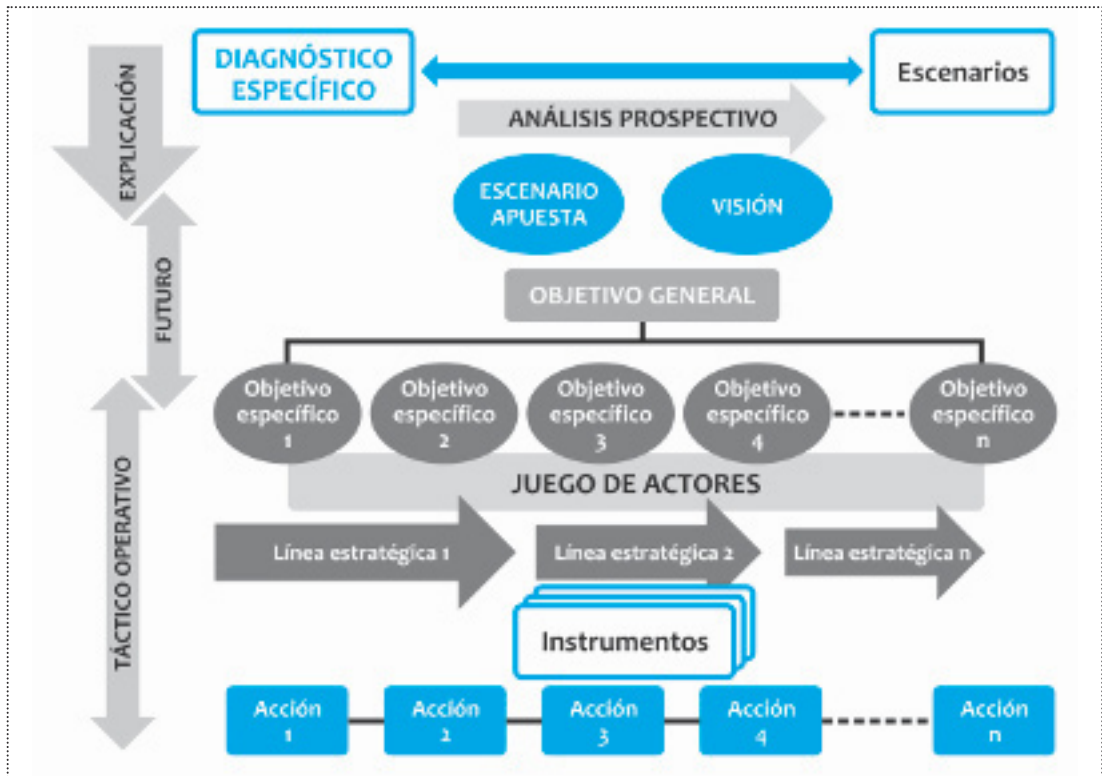 EXPLICACIÓN
FUTURO
TÁCTICO OPERATIVO
DIAGNÓSTICO
ESPECÍFICO
Escenarios
ANÁLISIS PROSPECTIVO
ESCENARIO
APUESTA
VISIÓN
OBJETIVO GENERAL
Objetivo
específico
1
Objetivo
específico
2
Objetivo
específico
3
Objetivo
específico
4
Objetivo
específico
n
JUEGO DE ACTORES
Línea estratégica 1
Línea estratégica 2
Línea estratégica n
Instrumentos
Acción
1
Acción
2
Acción
3
Acción
4
Acción
n